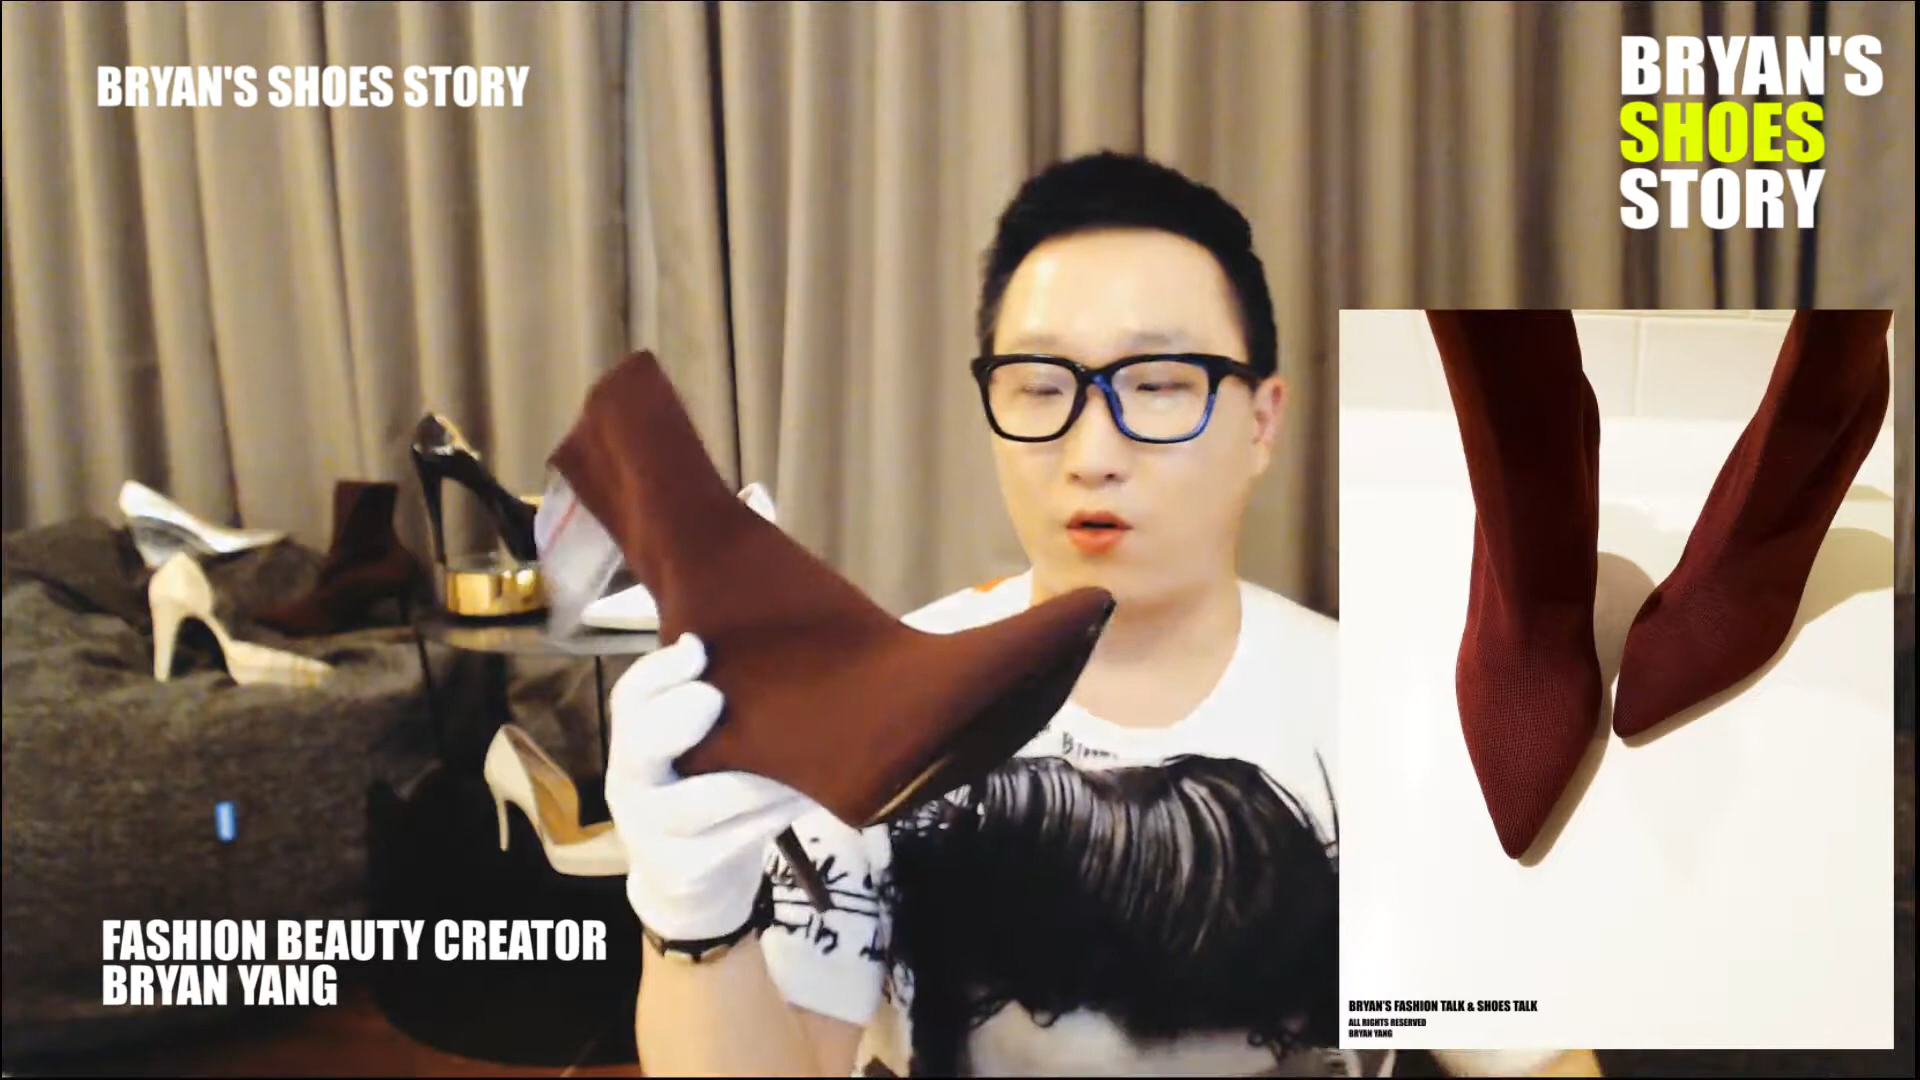 BRYAN'S SHOES STORY
BRYAN'S
SHOES
STORY
Bloom
FASHION BEAUTY CREATOR
BRYAN YANG
BRYAN'S FASHION TALK & SHOES TALK
ALL RIGHTS RESERVED
BRYAN YANG